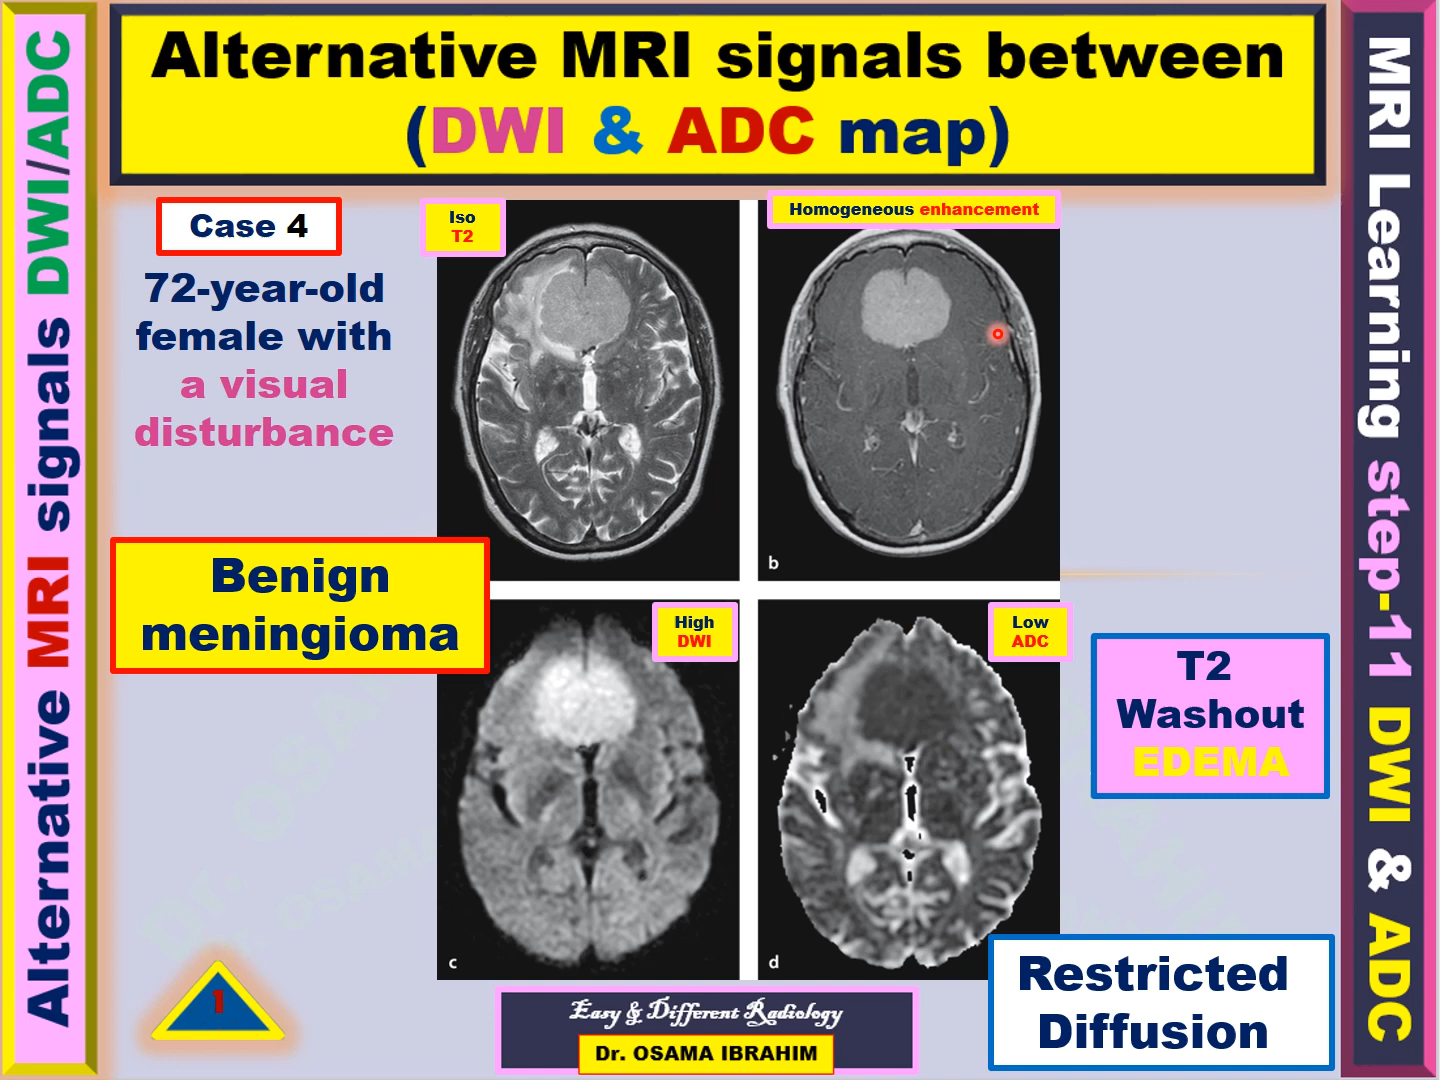 Alternative MRI signals DWI/ADC
Alternative MRI signals between
(DWI & ADC map)
MRI Learning step-11 DWI & ADC
Case 4
72-year-old
female with
a visual
disturbance
Iso
T2
Homogeneous enhancement
b
Benign
meningioma
High
DWI
Low
ADC
T2
Washout
EDEMA
c
d
Restricted
Diffusion
1
Easy & Different Radiology
Dr. OSAMA IBRAHIM